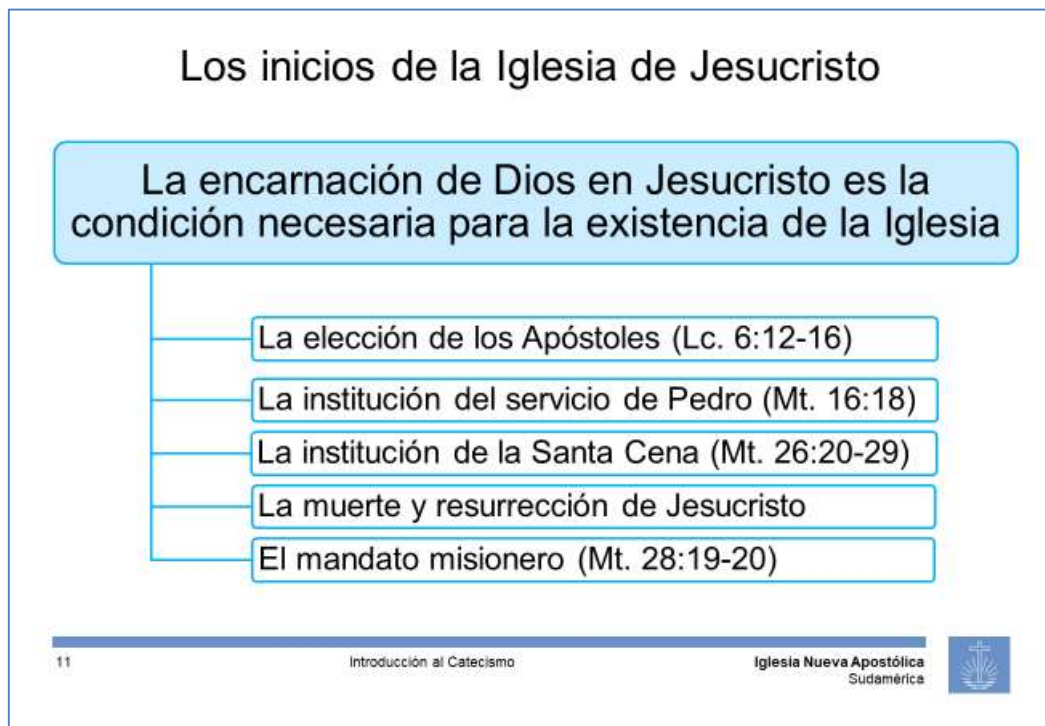 Los inicios de la Iglesia de Jesucristo
La encarnación de Dios en Jesucristo es la
condición necesaria para la existencia de la Iglesia
La elección de los Apóstoles (Lc. 6:12-16)
La institución del servicio de Pedro (Mt. 16:18)
La institución de la Santa Cena (Mt. 26:20-29)
La muerte y resurrección de Jesucristo
El mandato misionero (Mt. 28:19-20)
11
Introducción al Catecismo
Iglesia Nueva Apostólica
Sudamérica